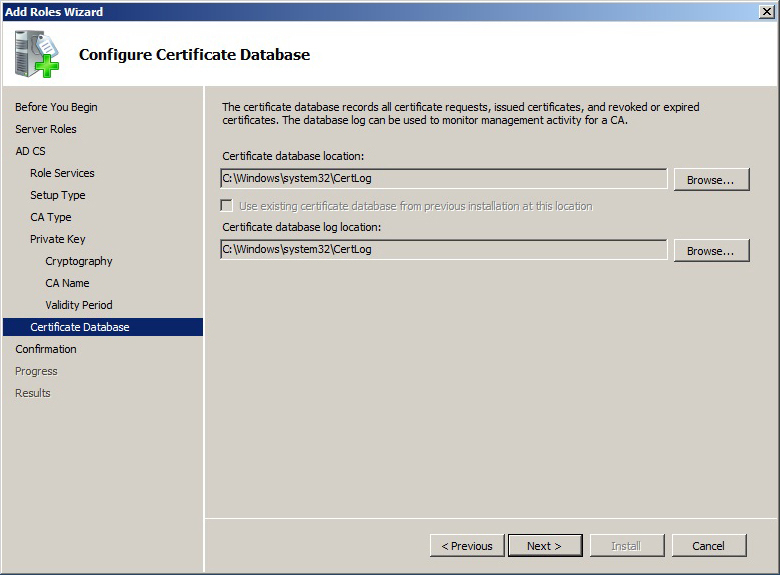 Add Roles Wizard
Configure Certificate Database
Before You Begin
Server Roles
AD CS
Role Services
Setup Type
CA Type
Private Key
Cryptography
CA Name
Validity Period
Certificate Database
Confirmation
Progress
Results
The certificate database records all certificate requests, issued certificates, and revoked or expired
certificates. The database log can be used to monitor management activity for a CA.
Certificate database location:
C:\Windows\system32\CertLog
Browse...
Use existing certificate database from previous installation at this location
Certificate database log location:
C:\Windows\system32\CertLog
Browse...
< Previous
Next >
Install
Cancel